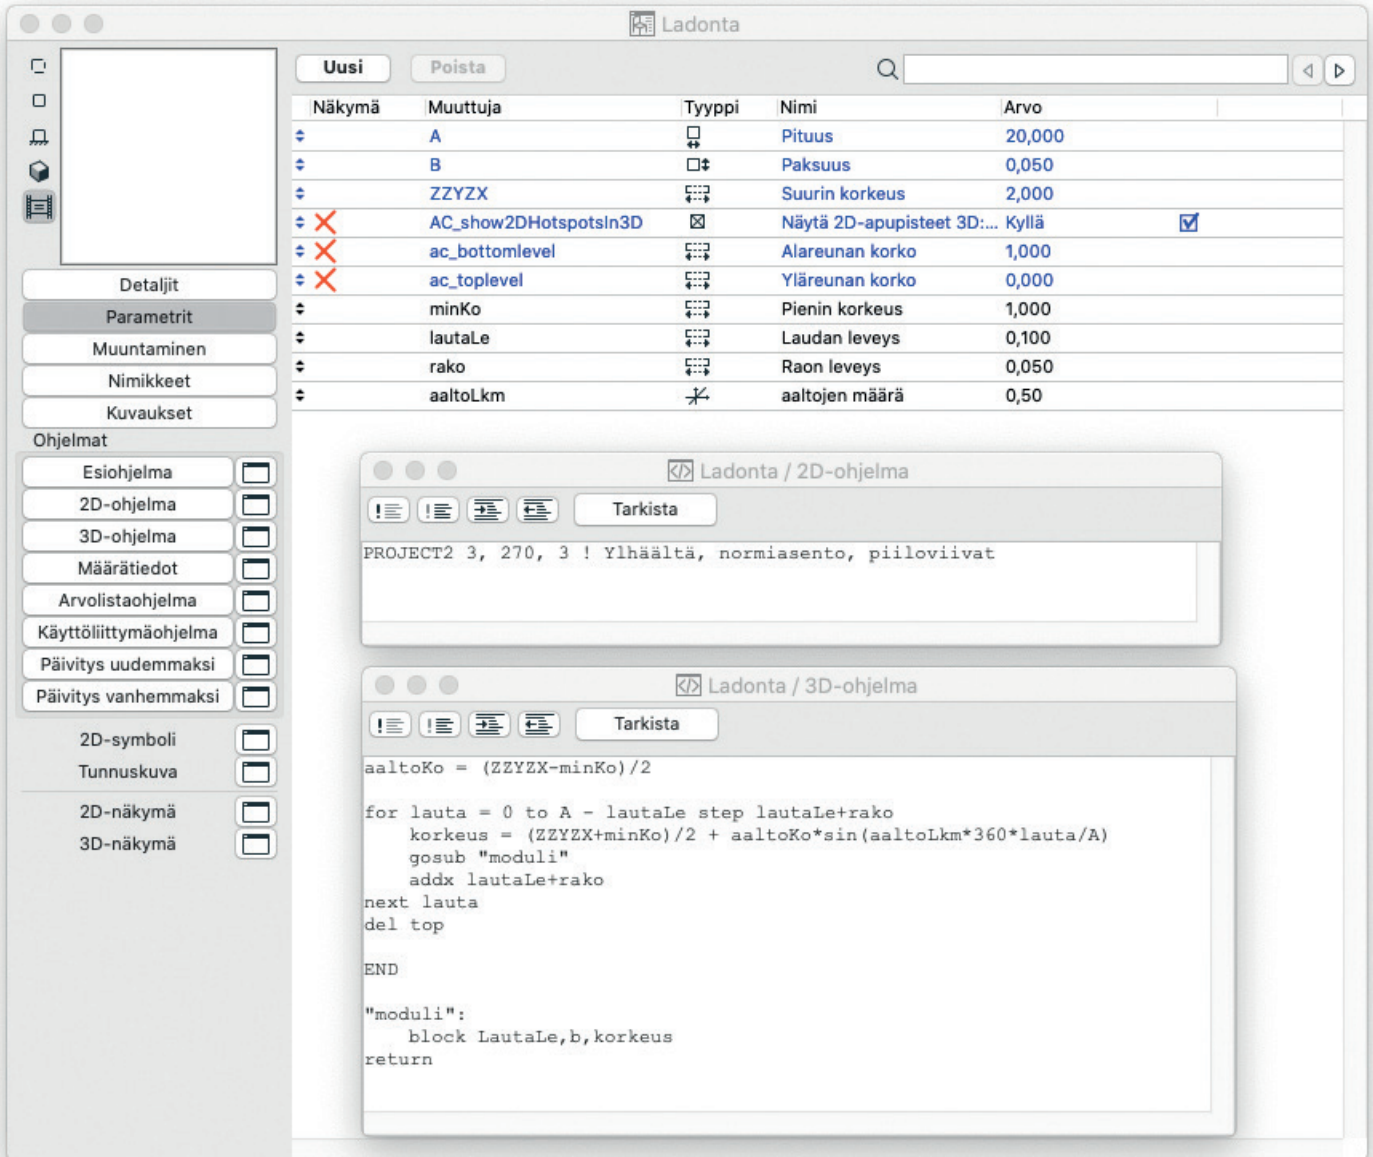 Ladonta
Uusi
Poista
Näkymä Muuttuja Tyyppi Nimi Arvo
A Pituus 20,000
B Paksuus 0,050
ZZYZX Suurin korkeus 2,000
AC_show2DHotspotsIn3D Näytä 2D-apupisteet 3D:... Kyllä
ac_bottomlevel Alareunan korko 1,000
ac_toplevel Yläreunan korko 0,000
minKo Pienin korkeus 1,000
lautaLe Laudan leveys 0,100
rako Raon leveys 0,050
aaltoLkm aaltojen määrä 0,50
Detaljit
Parametrit
Muuntaminen
Nimikkeet
Kuvaukset
Ohjelmat
Esiohjelma
2D-ohjelma
3D-ohjelma
Määrätiedot
Arvolistaohjelma
Käyttöliittymäohjelma
Päivitys uudemmaksi
Päivitys vanhemmaksi
2D-symboli
Tunnuskuva
2D-näkymä
3D-näkymä
Ladonta / 2D-ohjelma
Tarkista
PROJECT2 3, 270, 3 ! Ylhäältä, normiasento, piiloviivat
Ladonta / 3D-ohjelma
Tarkista
aaltoKo = (ZZYZX-minKo)/2
for lauta = 0 to A - lautaLe step lautaLe+rako
korkeus = (ZZYZX+minKo)/2 + aaltoKo*sin(aaltoLkm*360*lauta/A)
gosub "moduli"
addx lautaLe+rako
next lauta
del top
END
"moduli":
block LautaLe,b,korkeus
return